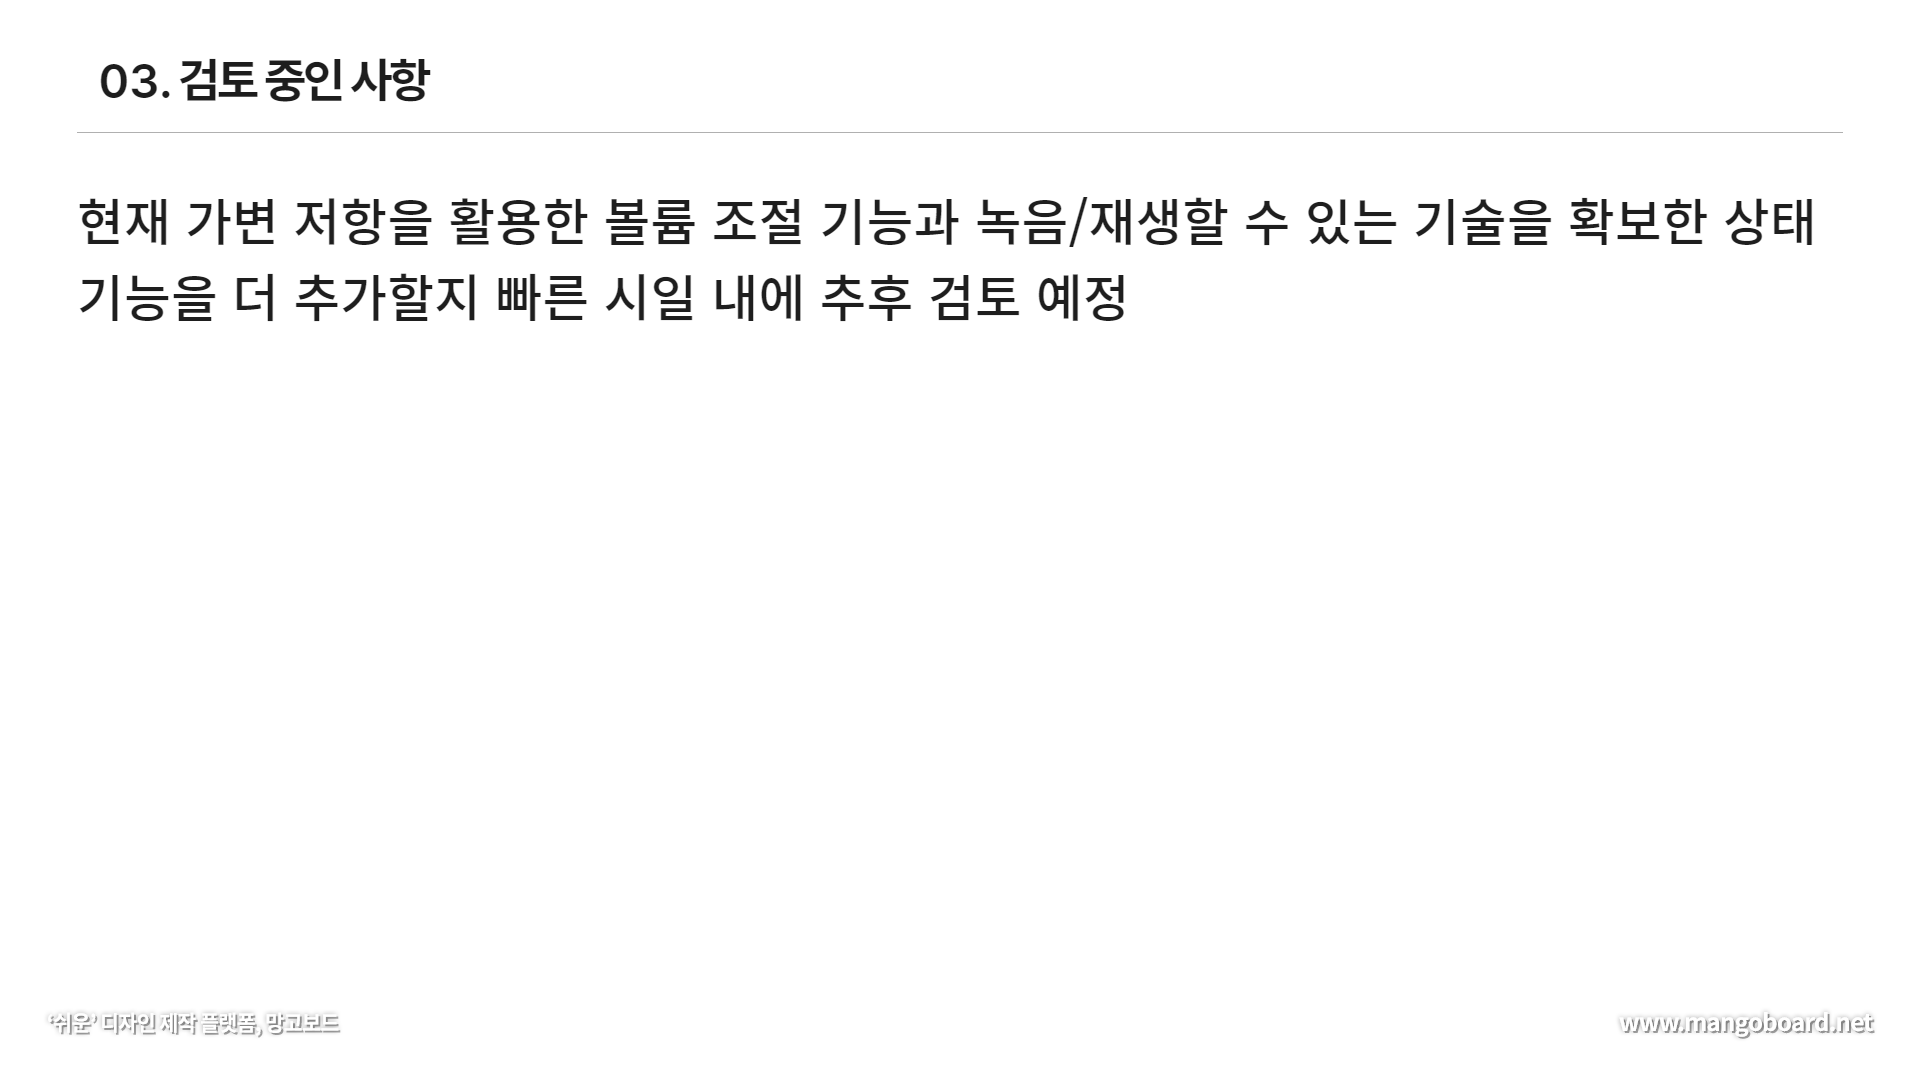 03. 검토 중인 사항
현재 가변 저항을 활용한 볼륨 조절 기능과 녹음/재생할 수 있는 기술을 확보한 상태
기능을 더 추가할지 빠른 시일 내에 추후 검토 예정
‘쉬운’ 디자인 제작 플랫폼, 망고보드
www.mangoboard.net